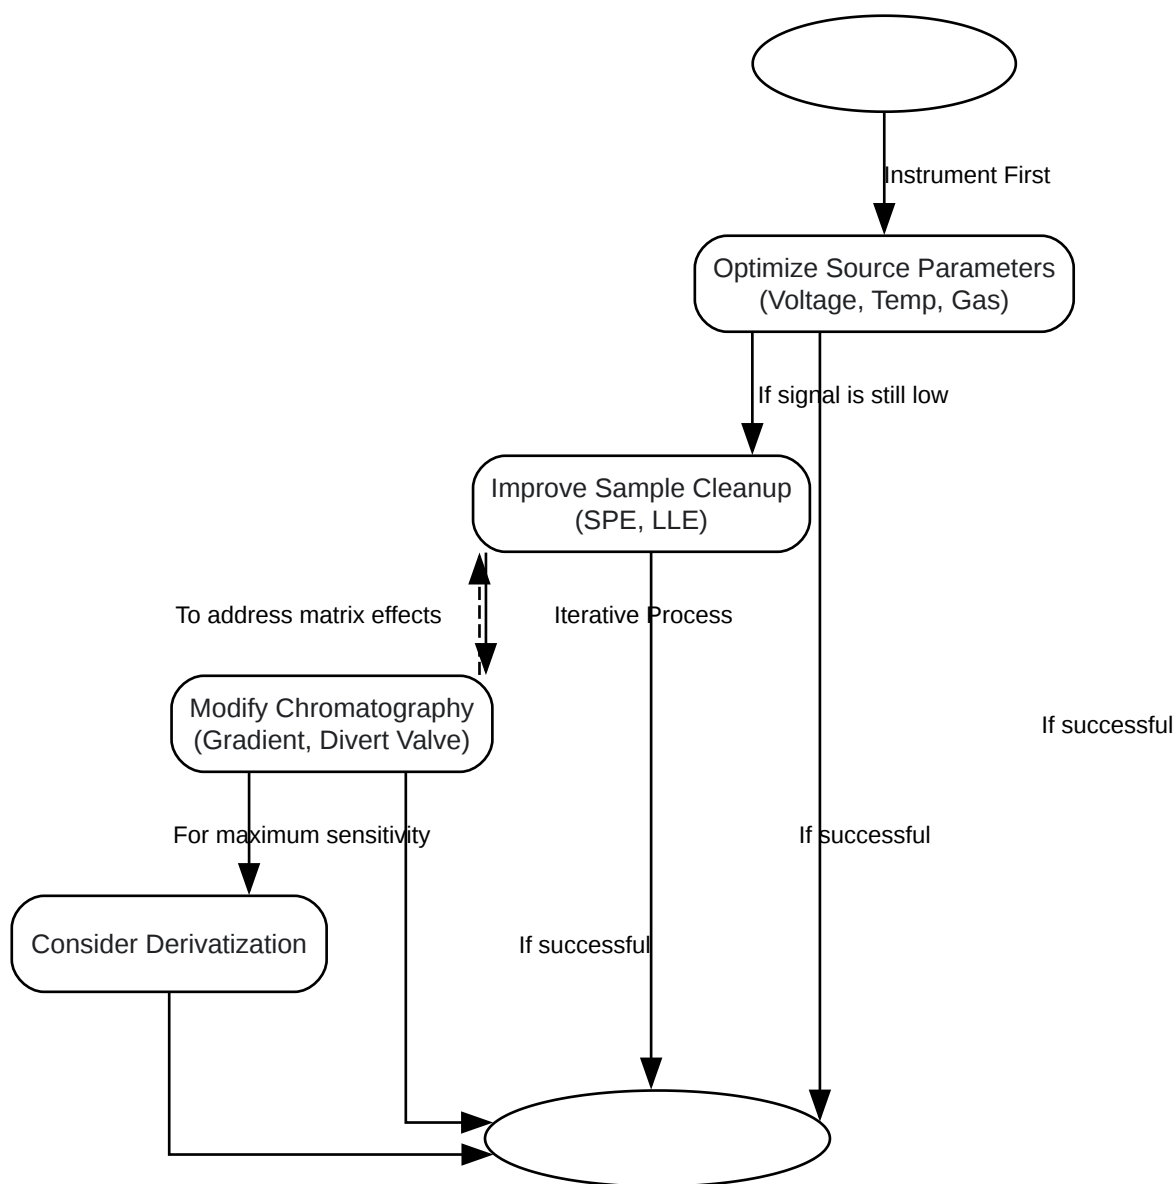 Instrument First
Optimize Source Parameters
(Voltage, Temp, Gas)
If signal is still low
Improve Sample Cleanup
(SPE, LLE)
To address matrix effects
Iterative Process
Modify Chromatography
(Gradient, Divert Valve)
If successful
For maximum sensitivity
If successful
Consider Derivatization
If successful